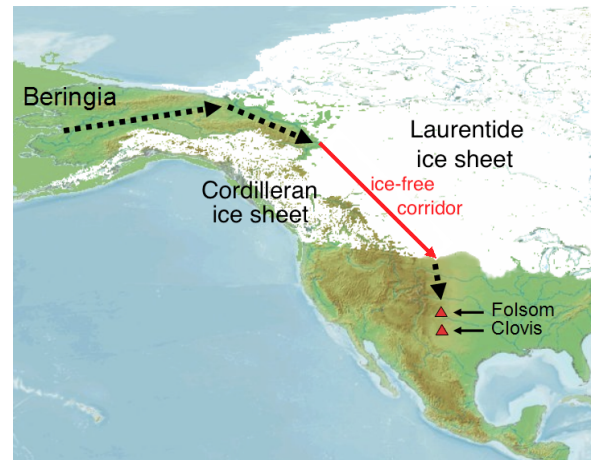 Beringia
Laurentide
ice sheet
Cordilleran
ice sheet
ice-free
corridor
Folsom
Clovis